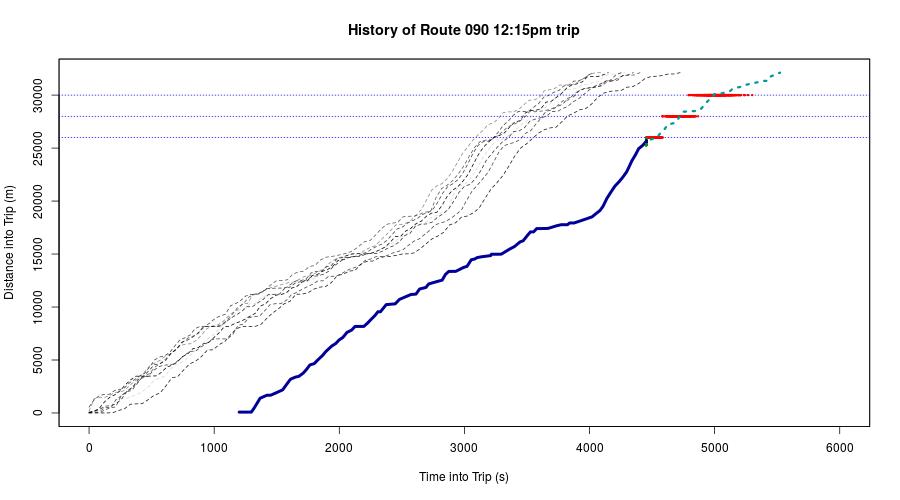 History of Route 090 12:15pm trip
30000
25000
20000
15000
10000
5000
0
Distance into Trip (m)
0 1000 2000 3000 4000 5000 6000
Time into Trip (s)